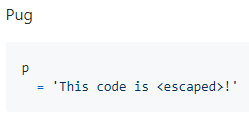 Pug
p
  = 'This code is <escaped>!'